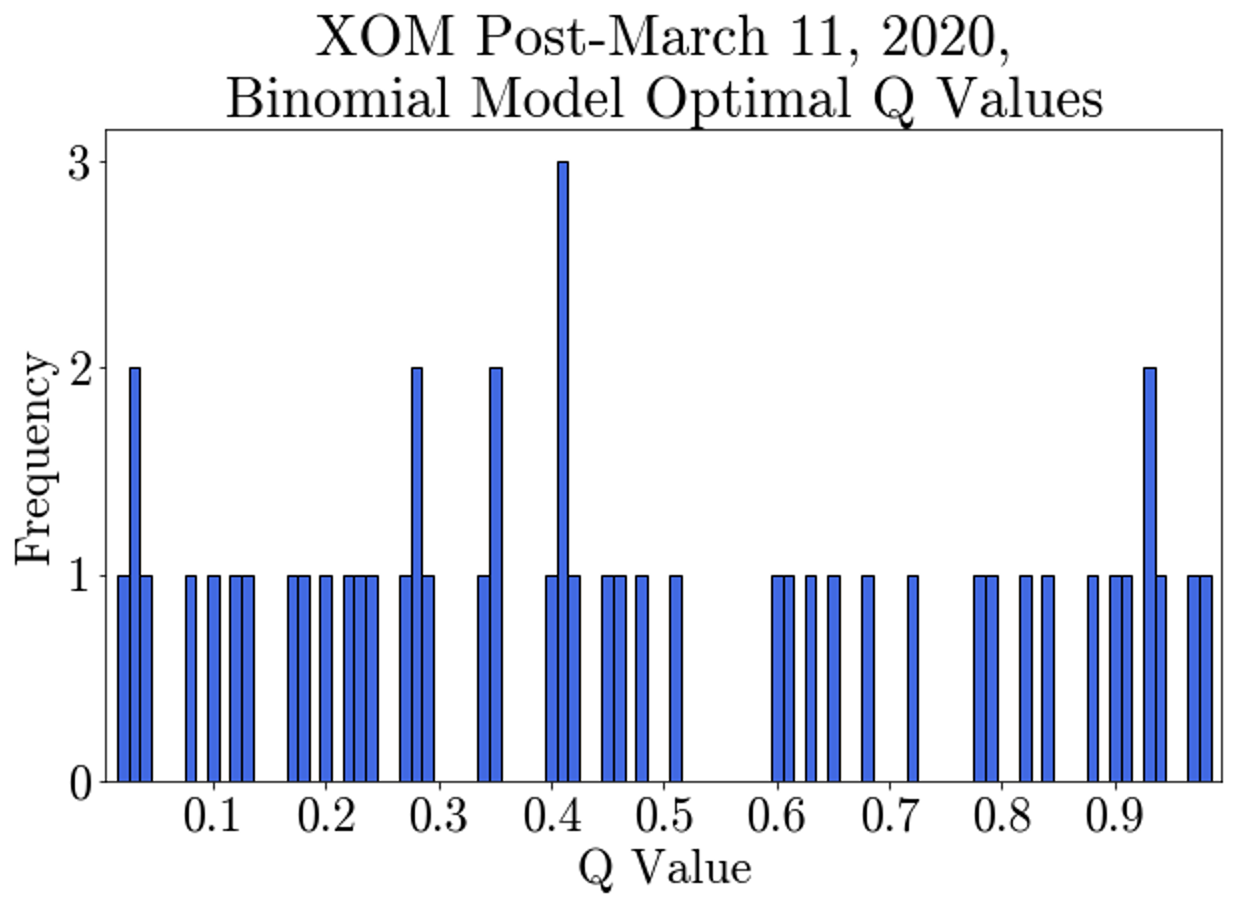 XOM Post-March 11, 2020,
Binomial Model Optimal Q Values
3
2
1
0
Frequency
0.1 0.2 0.3 0.4 0.5 0.6 0.7 0.8 0.9
Q Value